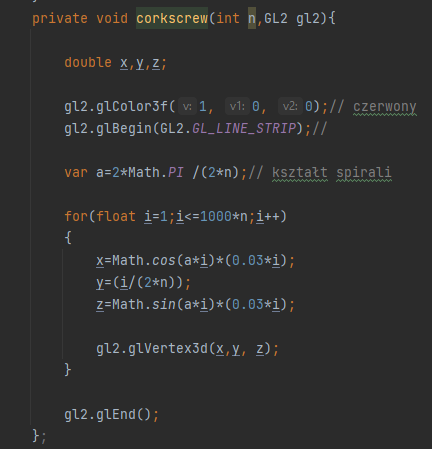 private void corkscrew(int n,GL2 gl2){
double x,y,z;
gl2.glColor3f( v: 1, v1: 0, v2: 0);// czerwony
gl2.glBegin(GL2.GL_LINE_STRIP);//
var a=2*Math.PI /(2*n);// kształt spirali
for(float i=1;i<=1000*n;i++)
{
x=Math.cos(a*i)*(0.03*i);
y=(i/(2*n));
z=Math.sin(a*i)*(0.03*i);
gl2.glVertex3d(x,y, z);
}
gl2.glEnd();
};